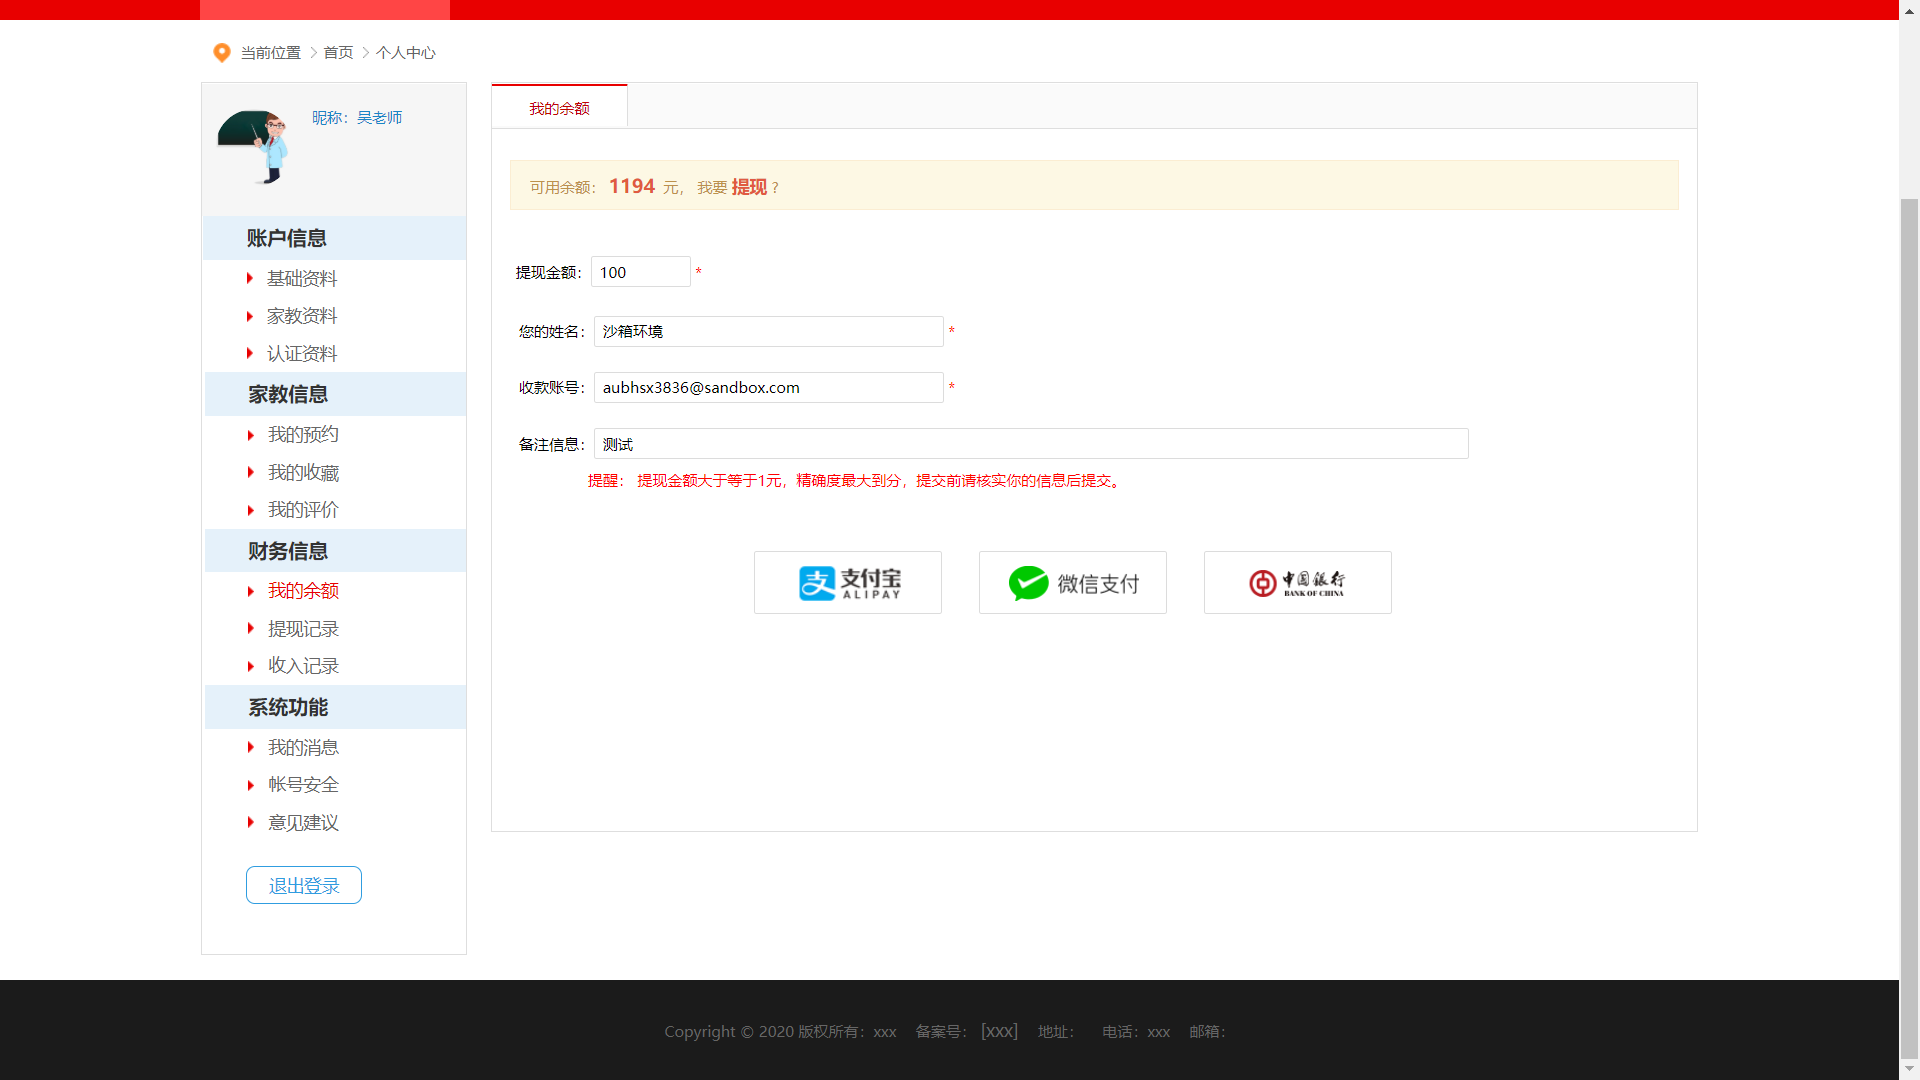 当前位置 > 首页 > 个人中心
昵称：吴老师
账户信息
基础资料
家教资料
认证资料
家教信息
我的预约
我的收藏
我的评价
财务信息
我的余额
提现记录
收入记录
系统功能
我的消息
帐号安全
意见建议
退出登录
我的余额
可用余额： 1194 元， 我要 提现？
提现金额： 100 *
您的姓名： 沙箱环境 *
收款账号： aubhsx3836@sandbox.com *
备注信息： 测试
提醒： 提现金额大于等于1元，精确度最大到分，提交前请核实你的信息后提交。
支付宝
ALIPAY
微信支付
中国银行
BANK OF CHINA
Copyright © 2020 版权所有：xxx 备案号： [xxx] 地址： 电话：xxx 邮箱：